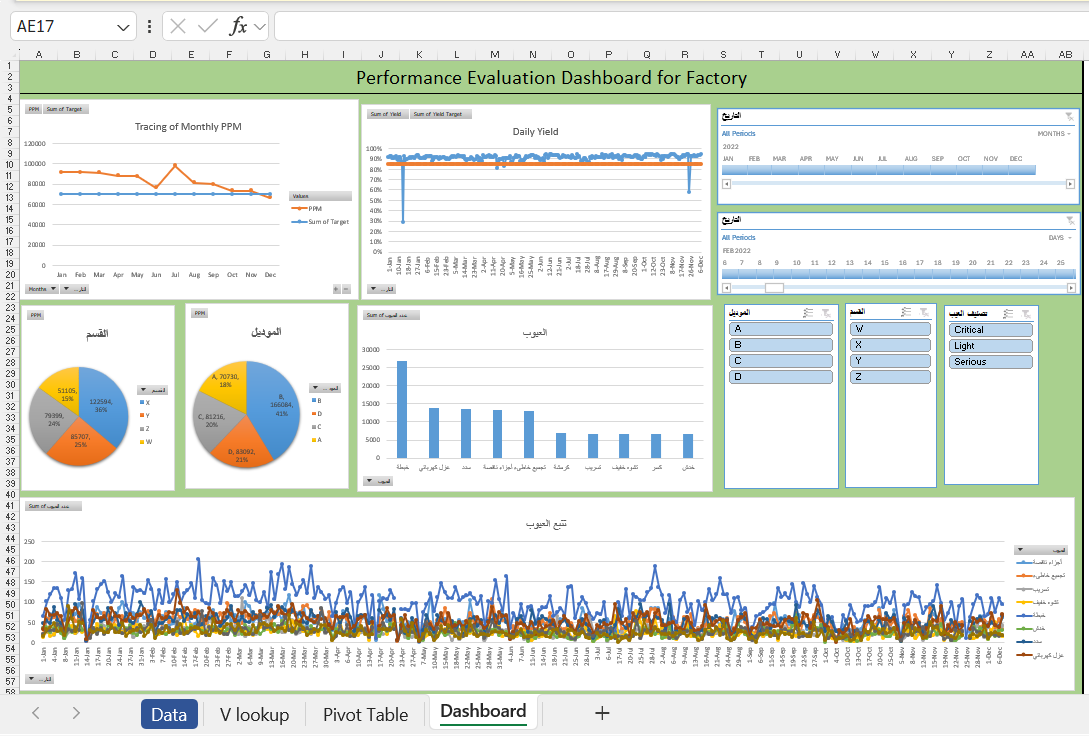 AE17
fx
A B C D E F G H I J K L M N O P Q R S T U V W X Y Z AA AB
Performance Evaluation Dashboard for Factory
PPM Sum of Target
Tracing of Monthly PPM
120000
100000
80000
60000
40000
20000
0
Jan Feb Mar Apr May Jun Jul Aug Sep Oct Nov Dec
Values
PPM
Sum of Target
Months
Sum of Yield Sum of Yield Target
Daily Yield
100%
90%
80%
70%
60%
50%
40%
30%
20%
10%
0%
التاريخ
All Periods MONTHS
2022
JAN FEB MAR APR MAY JUN JUL AUG SEP OCT NOV DEC
التاريخ
All Periods DAYS
FEB 2022
6 7 8 9 10 11 12 13 14 15 16 17 18 19 20 21 22 23 24 25
PPM
القسم
122594, 36%
85707, 25%
79399, 24%
51105, 15%
X
Y
Z
W
PPM
الموديل
B, 166084, 41%
D, 83092, 21%
C, 81216, 20%
A, 70730, 18%
B
D
C
A
Sum of عدد العيوب
العيوب
30000
25000
20000
15000
10000
5000
0
خبطة عزل كهربائي سدد تجميع خاطىء أجزاء ناقصة كرمشة تسريب تشوه خفيف كسر خدش
العيوب
الموديل
A
B
C
D
القسم
W
X
Y
Z
تصنيف العيب
Critical
Light
Serious
Sum of عدد العيوب
تتبع العيوب
250
200
150
100
50
0
العيوب
أجزاء ناقصة
تجميع خاطىء
تسريب
تشوه خفيف
خبطة
خدش
سدد
عزل كهربائي
Data V lookup Pivot Table Dashboard +